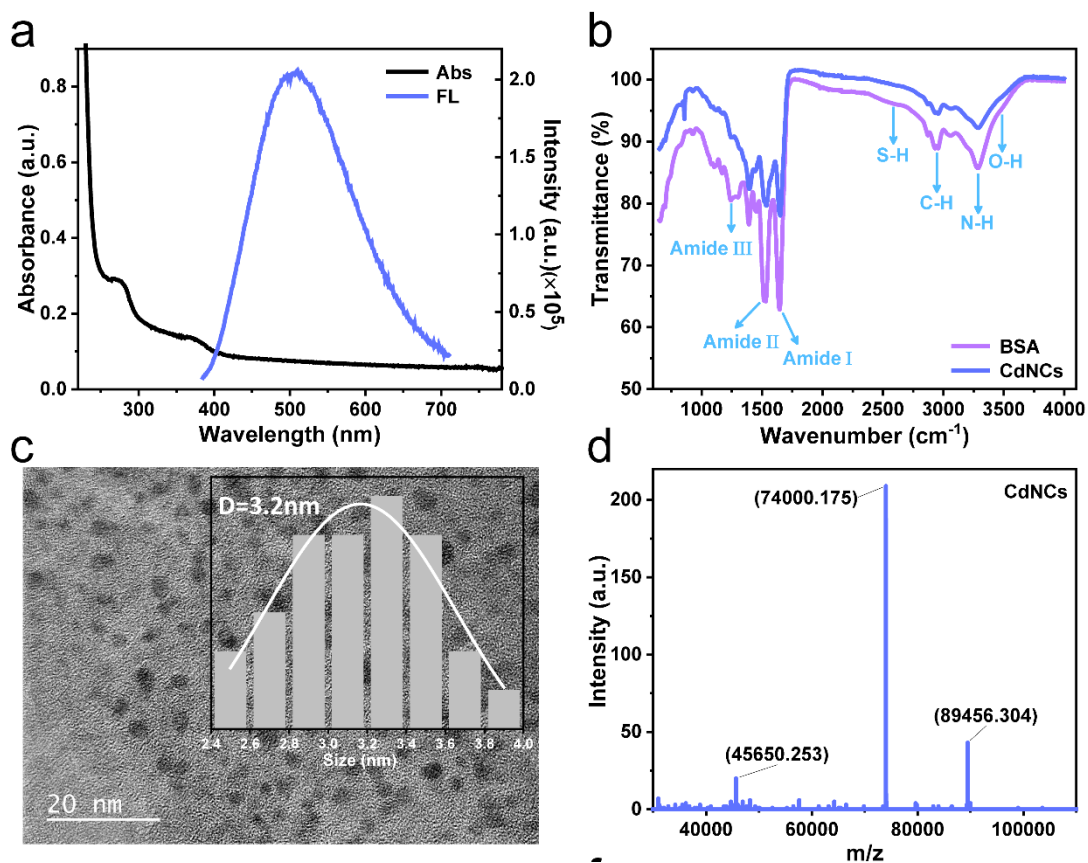 a
Abs
FL
Absorbance (a.u.)
0.8
0.6
0.4
0.2
0.0
2.0
1.5
1.0
0.5
0.0
Intensity (a.u.)(×10⁵)
300 400 500 600 700
Wavelength (nm)
b
Transmittance (%)
100
90
80
70
60
50
S-H
O-H
C-H
N-H
Amide III
Amide II
Amide I
BSA
CdNCs
1000 1500 2000 2500 3000 3500 4000
Wavenumber (cm⁻¹)
c
D=3.2nm
2.4 2.6 2.8 3.0 3.2 3.4 3.6 3.8 4.0
Size (nm)
20 nm
d
CdNCs
(74000.175)
(89456.304)
(45650.253)
Intensity (a.u.)
200
150
100
50
0
40000 60000 80000 100000
m/z